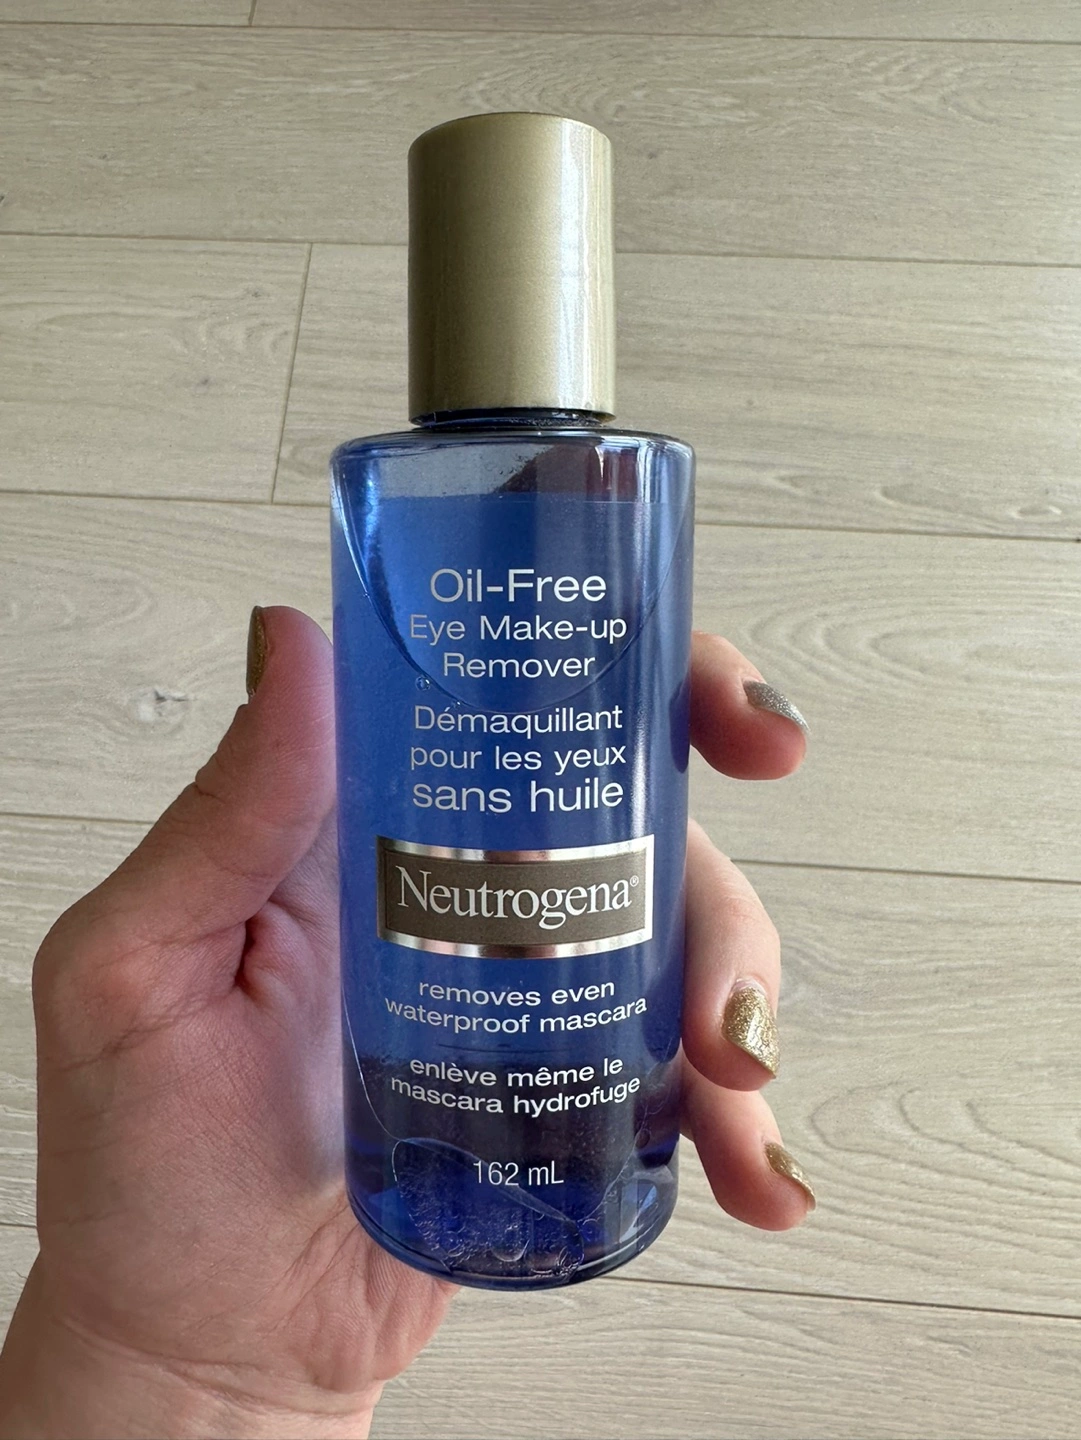 Oil-Free
Eye Make-up
Remover
Démaquillant
pour les yeux
sans huile
Neutrogena®
removes even
waterproof mascara
enlève même le
mascara hydrofuge
162 mL